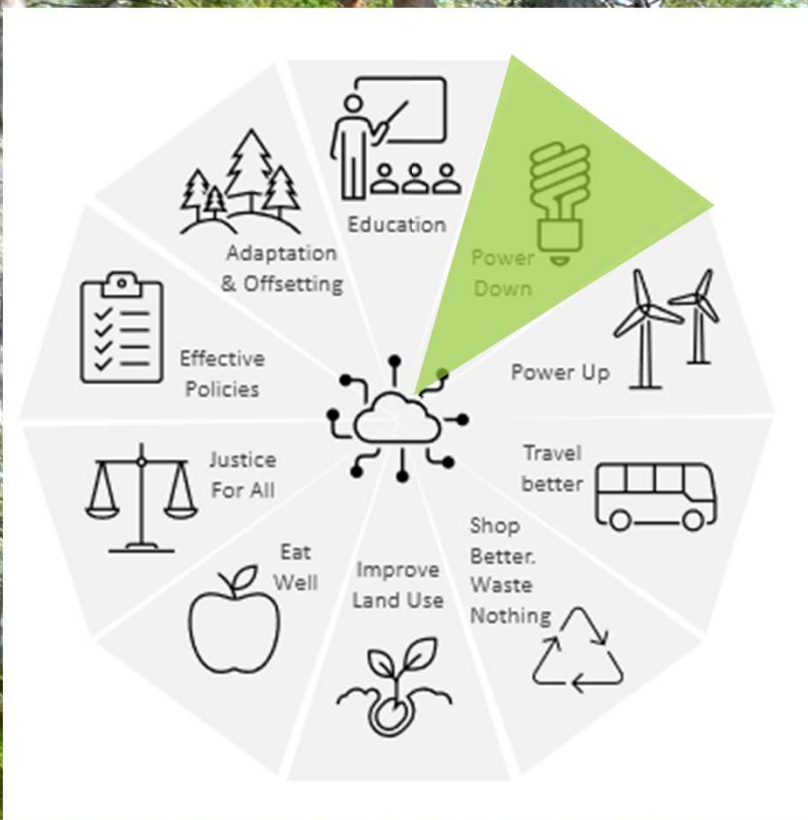 Education
Power
Down
Power Up
Travel
better
Shop
Better.
Waste
Nothing
Improve
Land Use
Eat
Well
Justice
For All
Effective
Policies
Adaptation
& Offsetting